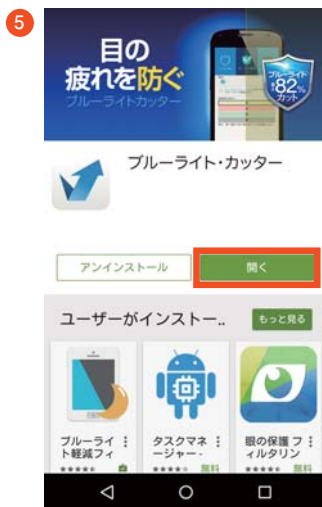 5
目の
疲れを防ぐ
ブルーライトカッター
ブルーライト
82%
カット
ブルーライト・カッター
アンインストール
開く
ユーザーがインストー..
もっと見る
ブルーライ
ト軽減フィ
タスクマネ
ージャー -
無料
眼の保護 フ
ィルタリン
無料